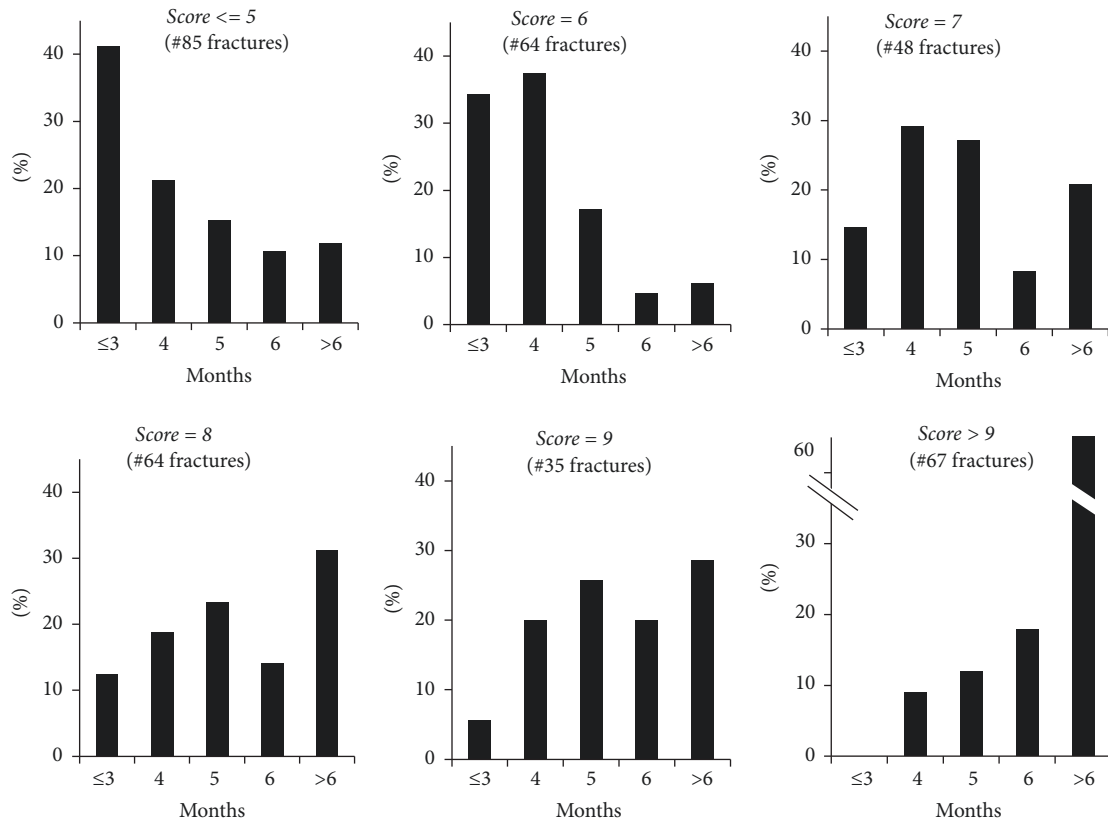 Score <= 5
(#85 fractures)
40
30
20
10
0
(%)
≤3 4 5 6 >6
Months
Score = 6
(#64 fractures)
40
30
20
10
0
(%)
≤3 4 5 6 >6
Months
Score = 7
(#48 fractures)
40
30
20
10
0
(%)
≤3 4 5 6 >6
Months
Score = 8
(#64 fractures)
40
30
20
10
0
(%)
≤3 4 5 6 >6
Months
Score = 9
(#35 fractures)
40
30
20
10
0
(%)
≤3 4 5 6 >6
Months
Score > 9
(#67 fractures)
60
30
20
10
0
(%)
≤3 4 5 6 >6
Months